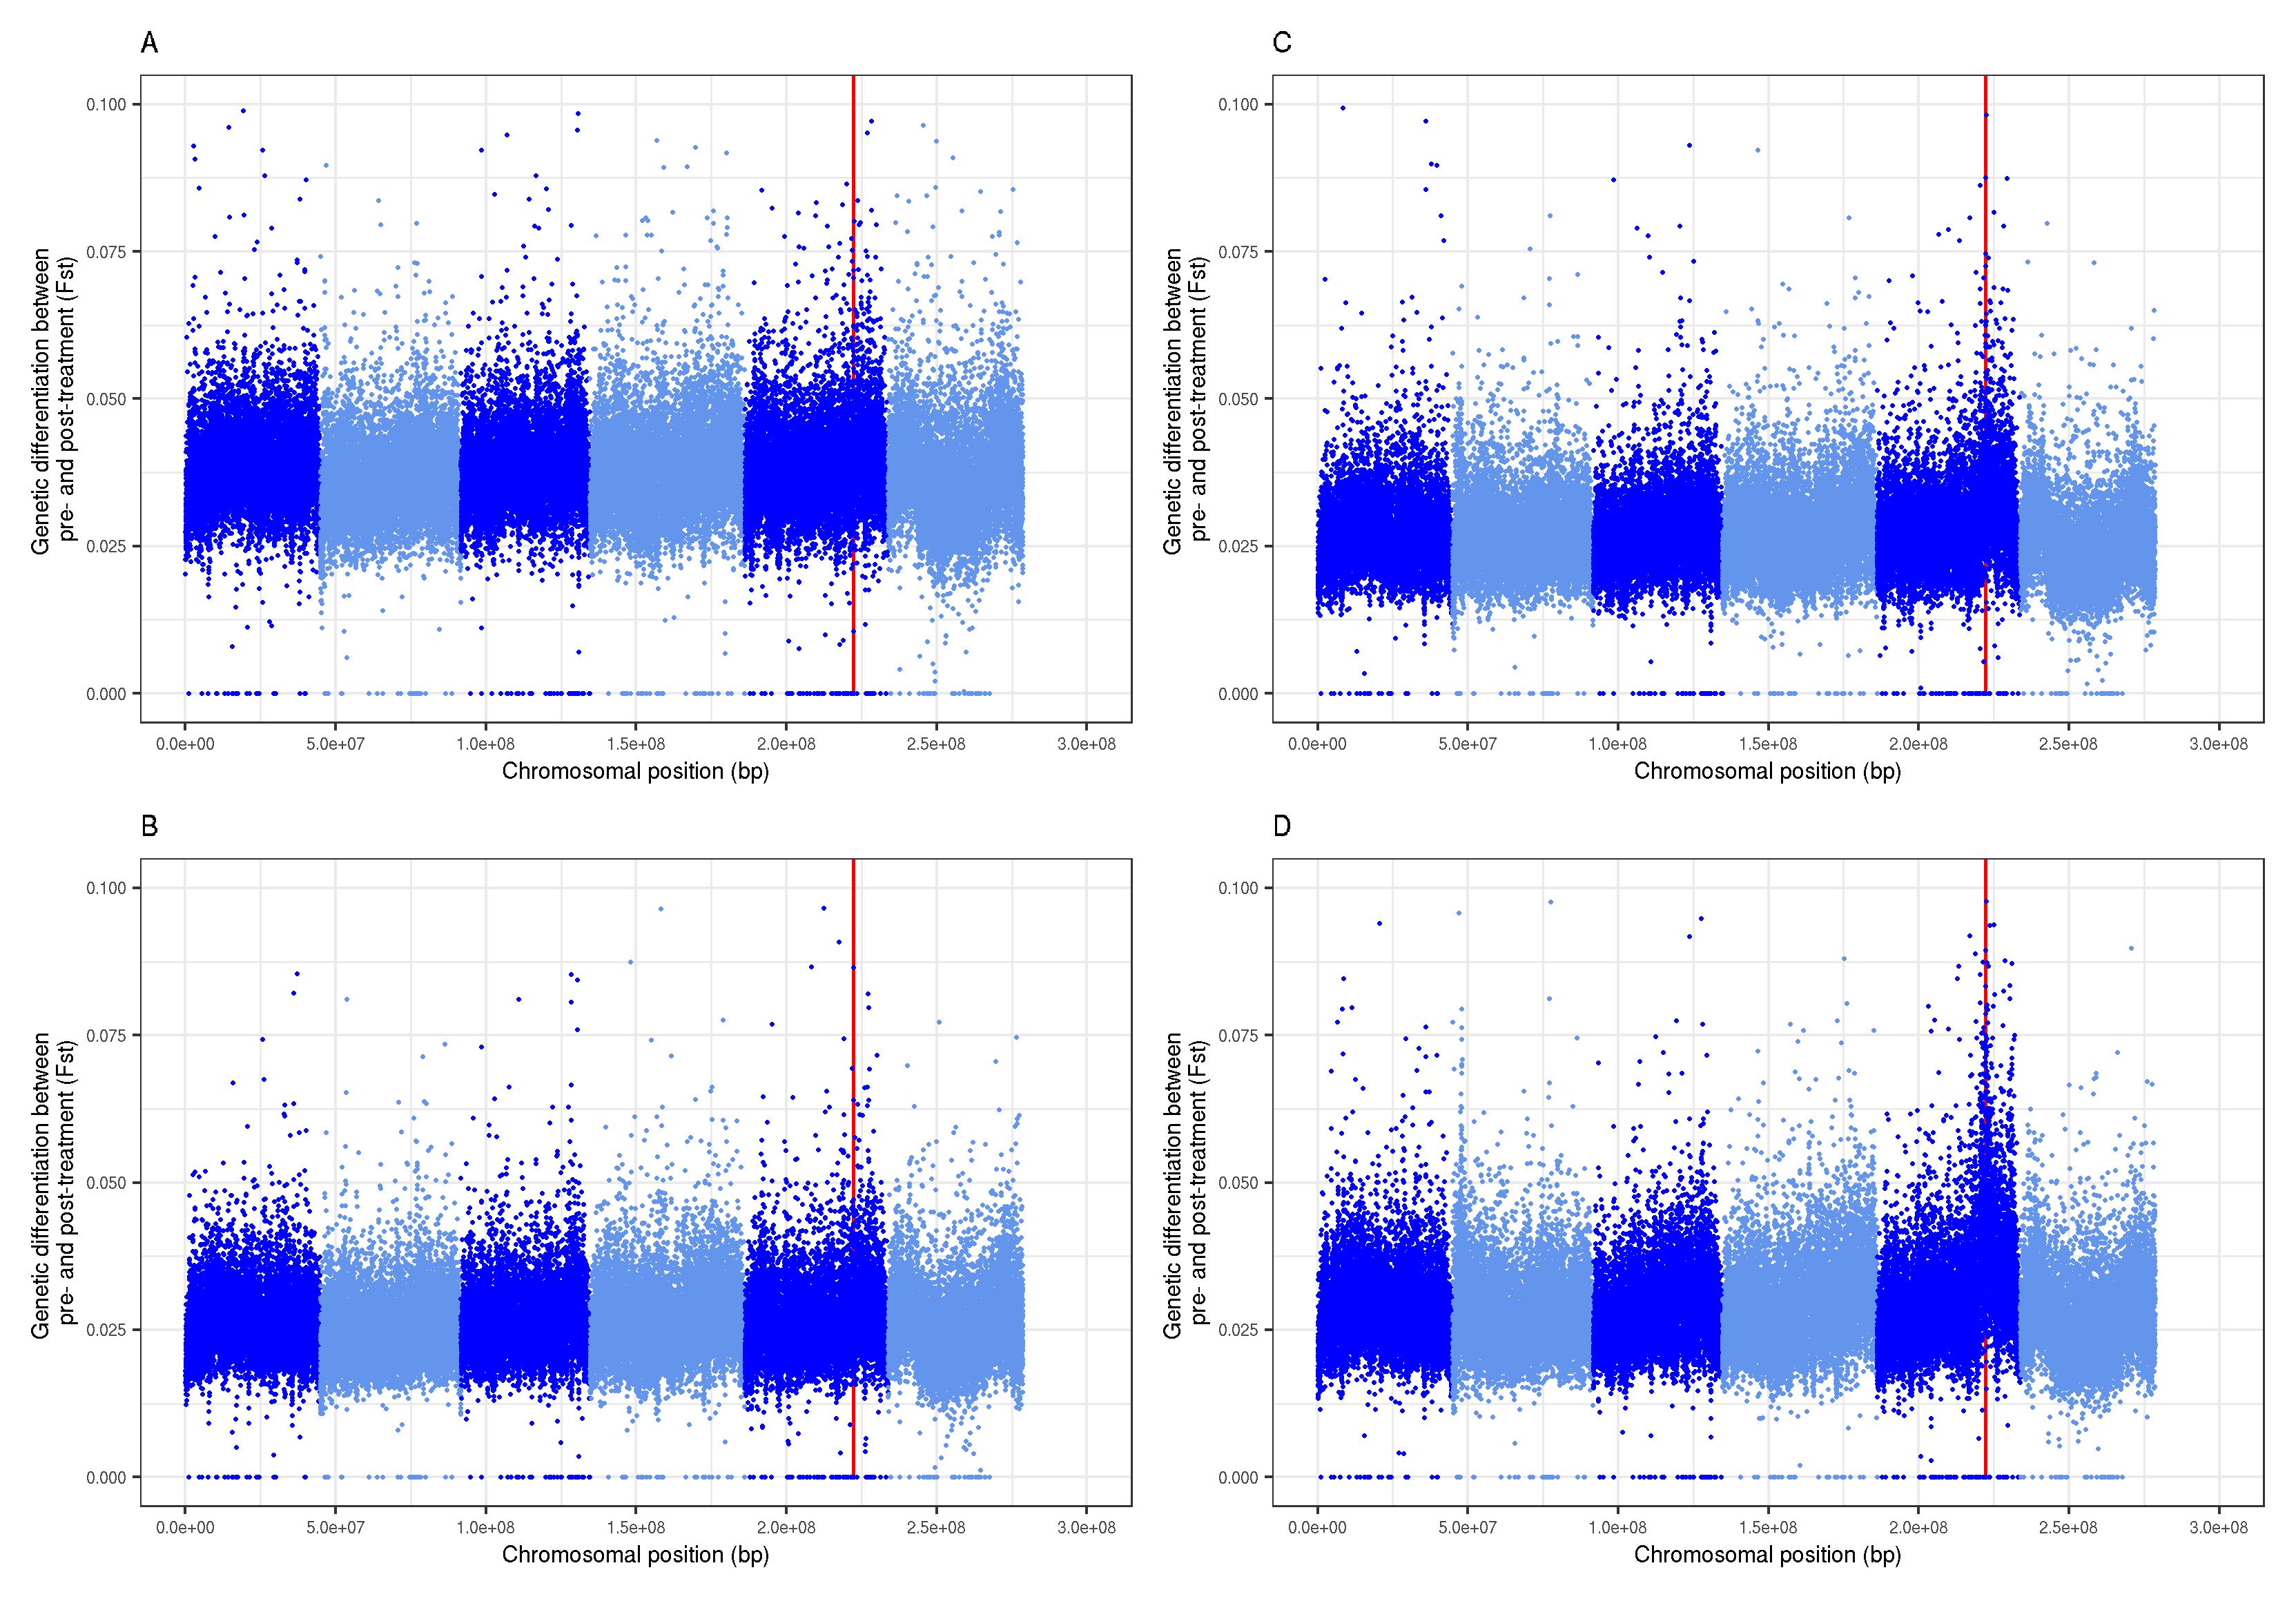 A
Genetic differentiation between
pre- and post-treatment (Fst)
0.100
0.075
0.050
0.025
0.000
0.0e+00 5.0e+07 1.0e+08 1.5e+08 2.0e+08 2.5e+08 3.0e+08
Chromosomal position (bp)
B
Genetic differentiation between
pre- and post-treatment (Fst)
0.100
0.075
0.050
0.025
0.000
0.0e+00 5.0e+07 1.0e+08 1.5e+08 2.0e+08 2.5e+08 3.0e+08
Chromosomal position (bp)
C
Genetic differentiation between
pre- and post-treatment (Fst)
0.100
0.075
0.050
0.025
0.000
0.0e+00 5.0e+07 1.0e+08 1.5e+08 2.0e+08 2.5e+08 3.0e+08
Chromosomal position (bp)
D
Genetic differentiation between
pre- and post-treatment (Fst)
0.100
0.075
0.050
0.025
0.000
0.0e+00 5.0e+07 1.0e+08 1.5e+08 2.0e+08 2.5e+08 3.0e+08
Chromosomal position (bp)